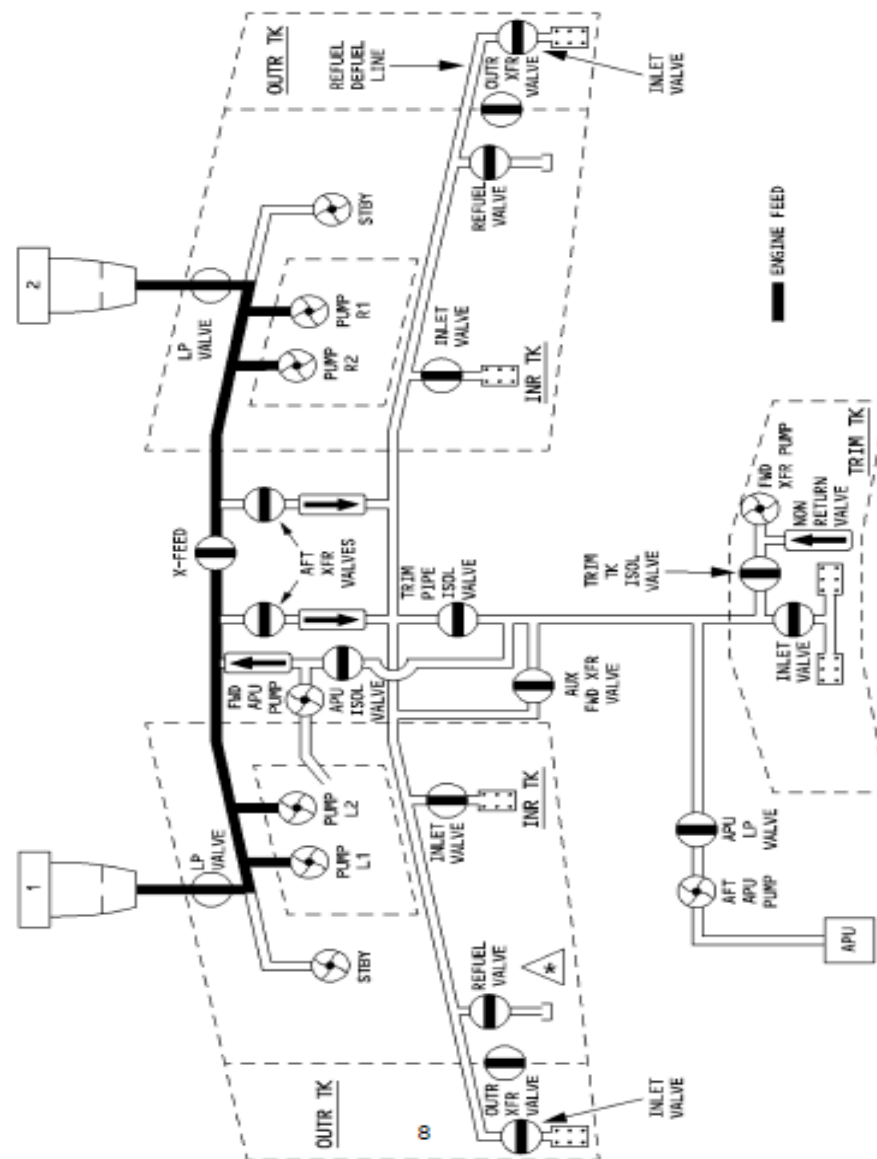 1
2
LP
VALVE
LP
VALVE
X-FEED
STBY
PUMP
L1
PUMP
L2
FWD
APU
PUMP
APU
ISOL
VALVE
AFT
XFR
VALVES
PUMP
R2
PUMP
R1
STBY
OUTR TK
OUTR TK
REFUEL
DEFUEL
LINE
TRIM
PIPE
ISOL
VALVE
OUTR
XFR
VALVE
REFUEL
VALVE
*
INLET
VALVE
INR TK
AUX
FWD XFR
VALVE
INLET
VALVE
INR TK
REFUEL
VALVE
OUTR
XFR
VALVE
INLET
VALVE
INLET
VALVE
TRIM
TK
ISOL
VALVE
FWD
XFR PUMP
NON
RETURN
VALVE
TRIM TK
INLET
VALVE
APU
LP
VALVE
AFT
APU
PUMP
APU
ENGINE FEED
8